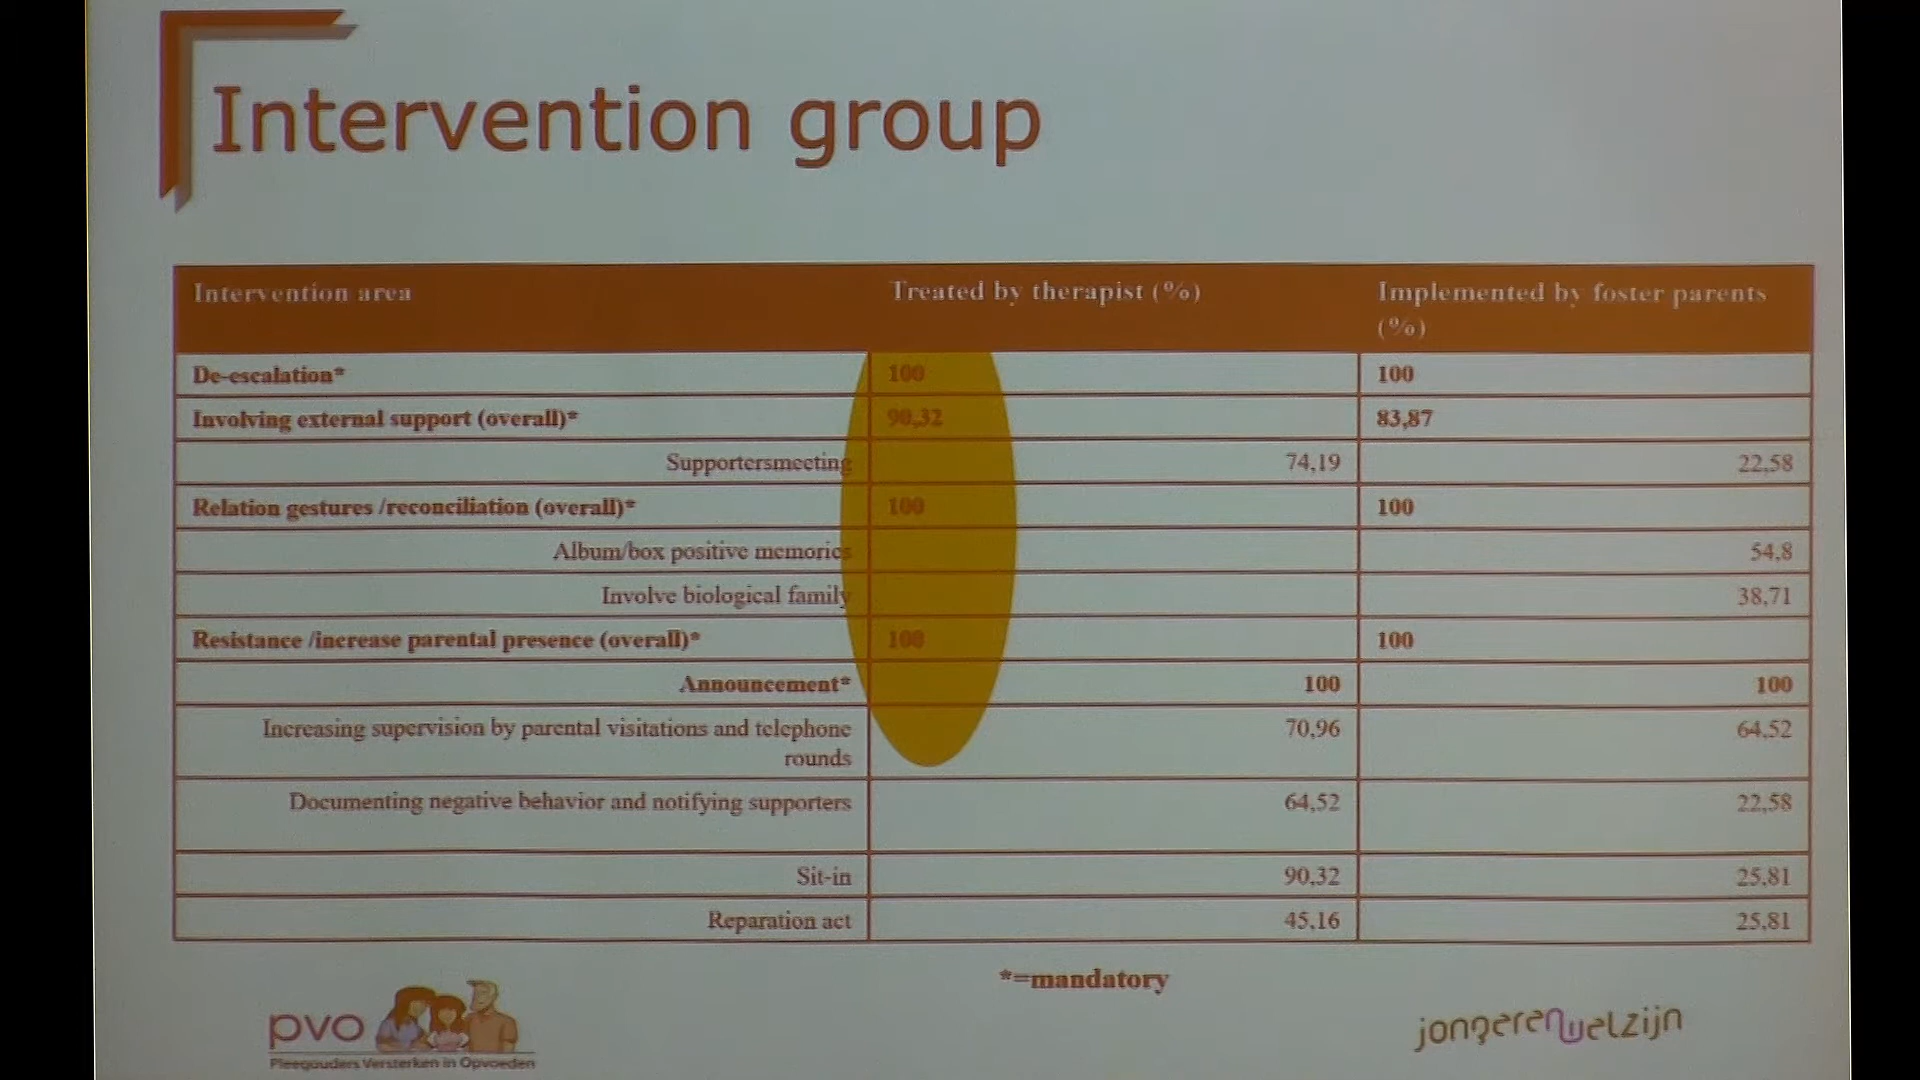 Intervention group
Intervention area Treated by therapist (%) Implemented by foster parents
(%)
De-escalation* 100 100
Involving external support (overall)* 90,32 83,87
Supportersmeeting 74,19 22,58
Relation gestures /reconciliation (overall)* 100 100
Album/box positive memories 54,8
Involve biological family 38,71
Resistance /increase parental presence (overall)* 100 100
Announcement* 100 100
Increasing supervision by parental visitations and telephone 70,96 64,52
rounds
Documenting negative behavior and notifying supporters 64,52 22,58
Sit-in 90,32 25,81
Reparation act 45,16 25,81
*=mandatory
pvo
Pleegouders Versterken in Opvoeden
jongerenwelzijn